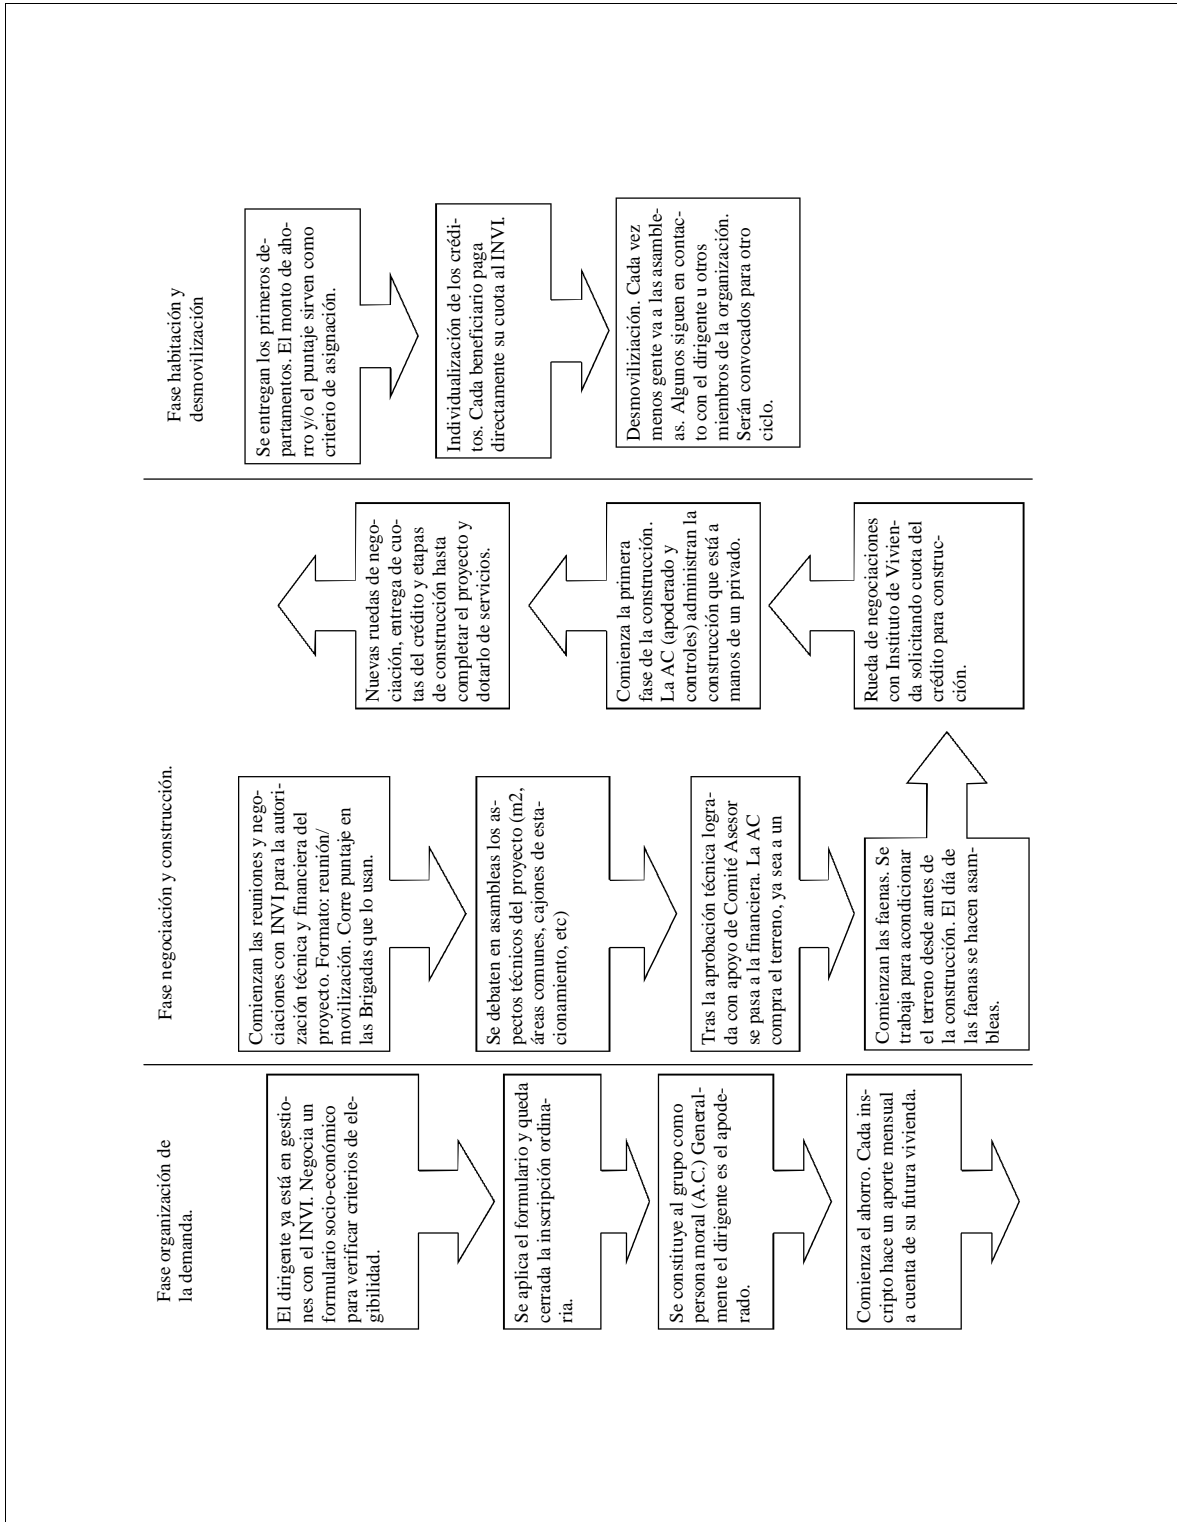 Fase organización de
la demanda.
El dirigente ya está en gestio-
nes con el INVI. Negocia un
formulario socio-económico
para verificar criterios de ele-
gibilidad.
Se aplica el formulario y queda
cerrada la inscripción ordina-
ria.
Se constituye al grupo como
persona moral (A.C.) General-
mente el dirigente es el apode-
rado.
Comienza el ahorro. Cada ins-
cripto hace un aporte mensual
a cuenta de su futura vivienda.
Fase negociación y construcción.
Comienzan las reuniones y nego-
ciaciones con INVI para la autori-
zación técnica y financiera del
proyecto. Formato: reunión/
movilización. Corre puntaje en
las Brigadas que lo usan.
Se debaten en asambleas los as-
pectos técnicos del proyecto (m2,
áreas comunes, cajones de esta-
cionamiento, etc)
Tras la aprobación técnica logra-
da con apoyo de Comité Asesor
se pasa a la financiera. La AC
compra el terreno, ya sea a un
Comienzan las faenas. Se
trabaja para acondicionar
el terreno desde antes de
la construcción. El día de
las faenas se hacen asam-
bleas.
Rueda de negociaciones
con Instituto de Vivien-
da solicitando cuota del
crédito para construc-
ción.
Comienza la primera
fase de la construcción.
La AC (apoderado y
controles) administran la
construcción que está a
manos de un privado.
Nuevas ruedas de nego-
ciación, entrega de cuo-
tas del crédito y etapas
de construcción hasta
completar el proyecto y
dotarlo de servicios.
Fase habitación y
desmovilización
Se entregan los primeros de-
partamentos. El monto de aho-
rro y/o el puntaje sirven como
criterio de asignación.
Individualización de los crédi-
tos. Cada beneficiario paga
directamente su cuota al INVI.
Desmoviliziación. Cada vez
menos gente va a las asamble-
as. Algunos siguen en contac-
to con el dirigente u otros
miembros de la organización.
Serán convocados para otro
ciclo.